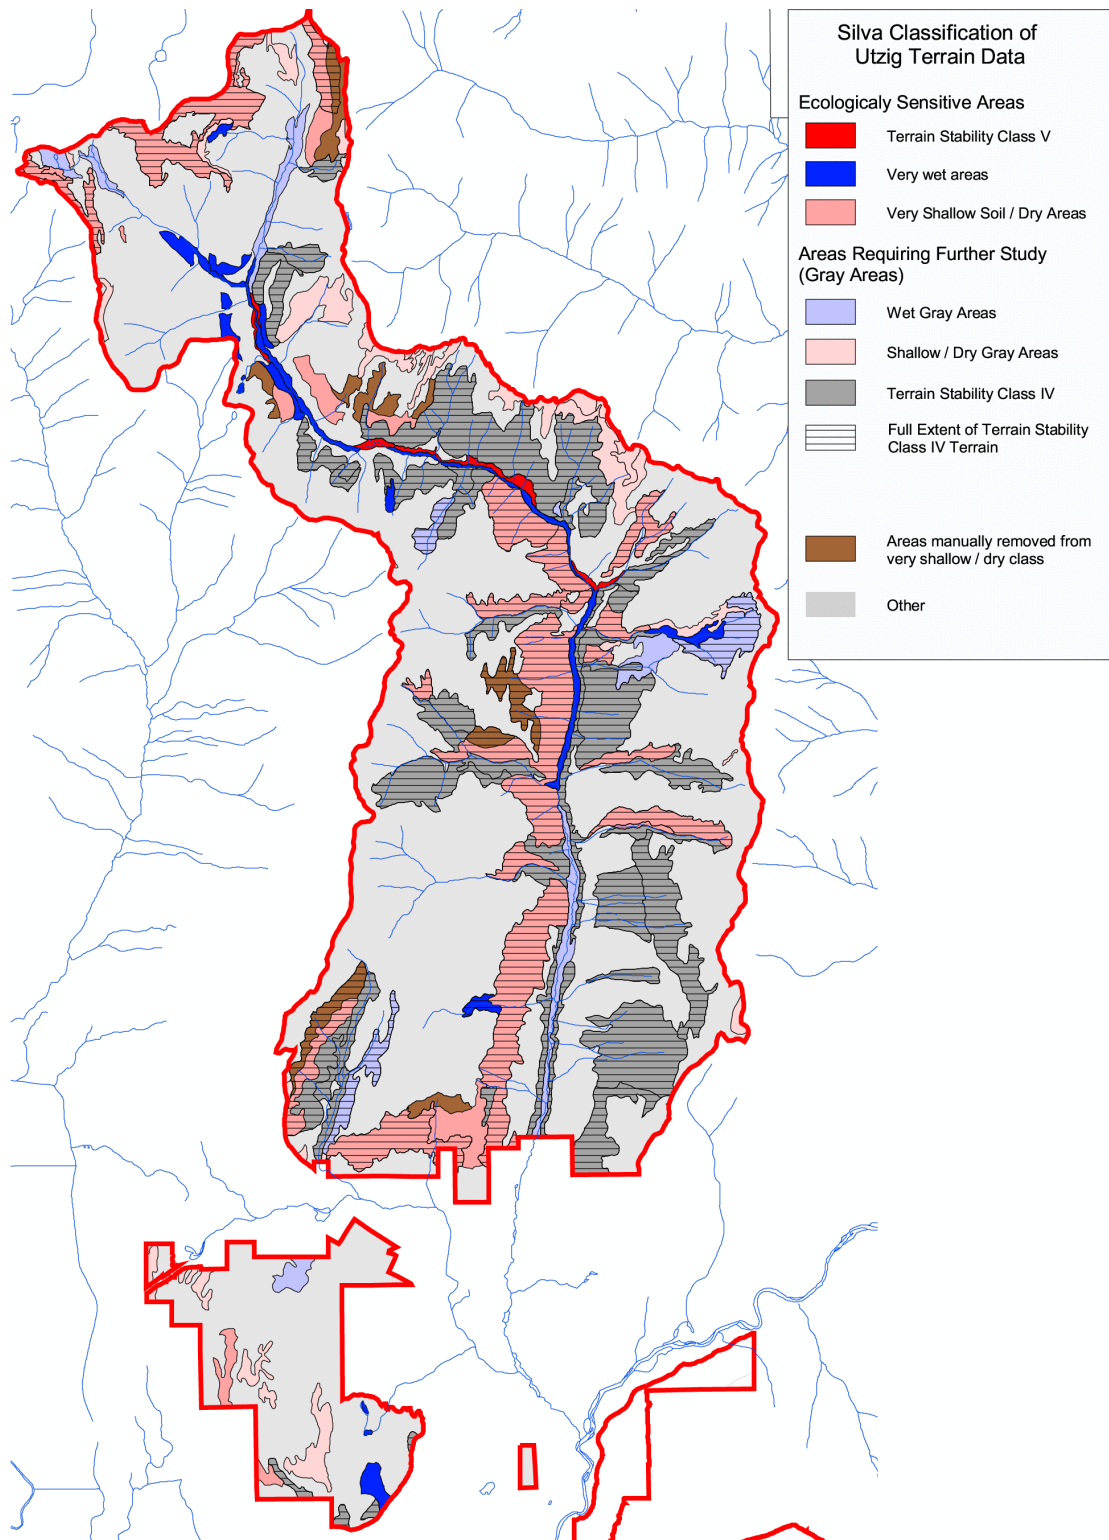 Silva Classification of
Utzig Terrain Data
Ecologicaly Sensitive Areas
Terrain Stability Class V
Very wet areas
Very Shallow Soil / Dry Areas
Areas Requiring Further Study
(Gray Areas)
Wet Gray Areas
Shallow / Dry Gray Areas
Terrain Stability Class IV
Full Extent of Terrain Stability
Class IV Terrain
Areas manually removed from
very shallow / dry class
Other